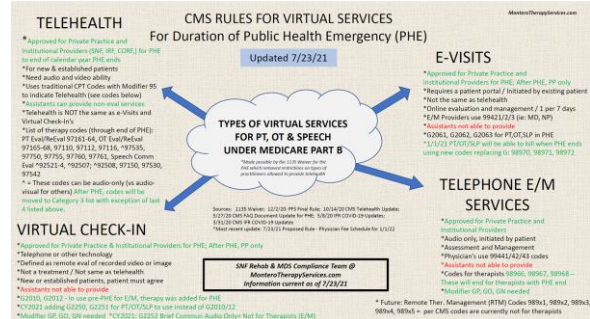 MonteroTherapyServices.com
CMS RULES FOR VIRTUAL SERVICES
For Duration of Public Health Emergency (PHE)
Updated 7/23/21
TELEHEALTH
*Approved for Private Practice and
Institutional Providers (SNF, IRF, CORF,) for PHE
to end of calendar year PHE ends
*For new & established patients
*Need audio and video ability
*Uses traditional CPT Codes with Modifier 95
to indicate Telehealth (see codes below)
*Assistants can provide non-eval services
*Telehealth is NOT the same as e-Visits and
Virtual Check-in's
*List of therapy codes (through end of PHE):
PT Eval/ReEval 97161-64, OT Eval/ReEval
97165-68, 97110, 97112, 97116, ^97535,
97750, 97755, 97760, 97761, Speech Comm
Eval ^92521-4, ^92507; ^92508, 97150, 97530,
97542
^ = These codes can be audio-only (vs audio-
visual for others) After PHE, codes will be
moved to Category 3 list with exception of last
4 listed above.
TYPES OF VIRTUAL SERVICES
FOR PT, OT & SPEECH
UNDER MEDICARE PART B
*Made possible by the 1135 Waiver for the
PHE which removed restrictions on types of
practitioners allowed to provide telehealth
E-VISITS
*Approved for Private Practice and
Institutional Providers for PHE; After PHE, PP only
*Requires a patient portal / Initiated by existing patient
*Not the same as telehealth
*Online evaluation and management / 1 per 7 days
*E/M Providers use 99421/2/3 (ie: MD, NP)
*Assistants not able to provide
*G2061, G2062, G2063 for PT,OT,SLP in PHE
*1/1/21 PT/OT/SLP will be able to bill after PHE ends
using new codes replacing G: 98970, 98971, 98972
TELEPHONE E/M
SERVICES
*Approved for Private Practice and
Institutional Providers
*Audio only, initiated by patient
*Assessment and Management
*Physician's use 99441/42/43 codes
*Assistants not able to provide
*Codes for therapists 98966, 98967, 98968 –
These will end for therapists with PHE end
*Modifier GP, GO, GN needed
Sources: 1135 Waiver: 12/2/20 PFS Final Rule: 10/14/20 CMS Telehealth Update;
5/27/20 CMS FAQ Document Update for PHE; 5/8/20 IFR COVID-19 Updates;
3/31/20 CMS IFR COVID-19 Updates
*Most recent update: 7/23/21 Proposed Rule - Physician Fee Schedule for 1/1/22
VIRTUAL CHECK-IN
*Approved for Private Practice & Institutional Providers for PHE; After PHE, PP only
*Telephone or other technology
*Defined as remote eval of recorded video or image
*Not a treatment / Not same as telehealth
*New or established patients, patient must agree
*Assistants not able to provide
*G2010, G2012 - In use pre-PHE for E/M, therapy was added for PHE
*CY2021 adding G2250, G2251 for PT/OT/SLP to use instead of G2010/12
*Modifier GP, GO, GN needed *CY2021: G2252 Brief Commun Audio Only= Not for Therapists (E/M)
SNF Rehab & MDS Compliance Team @
MonteroTherapyServices.com
Information current as of 7/23/21
* Future: Remote Ther. Management (RTM) Codes 989x1, 989x2, 989x3,
989x4, 989x5 = per CMS codes are currently not for therapists